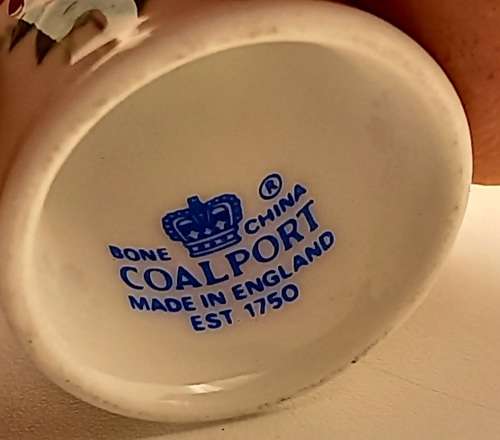 ®
BONE CHINA
COALPORT
MADE IN ENGLAND
EST. 1750